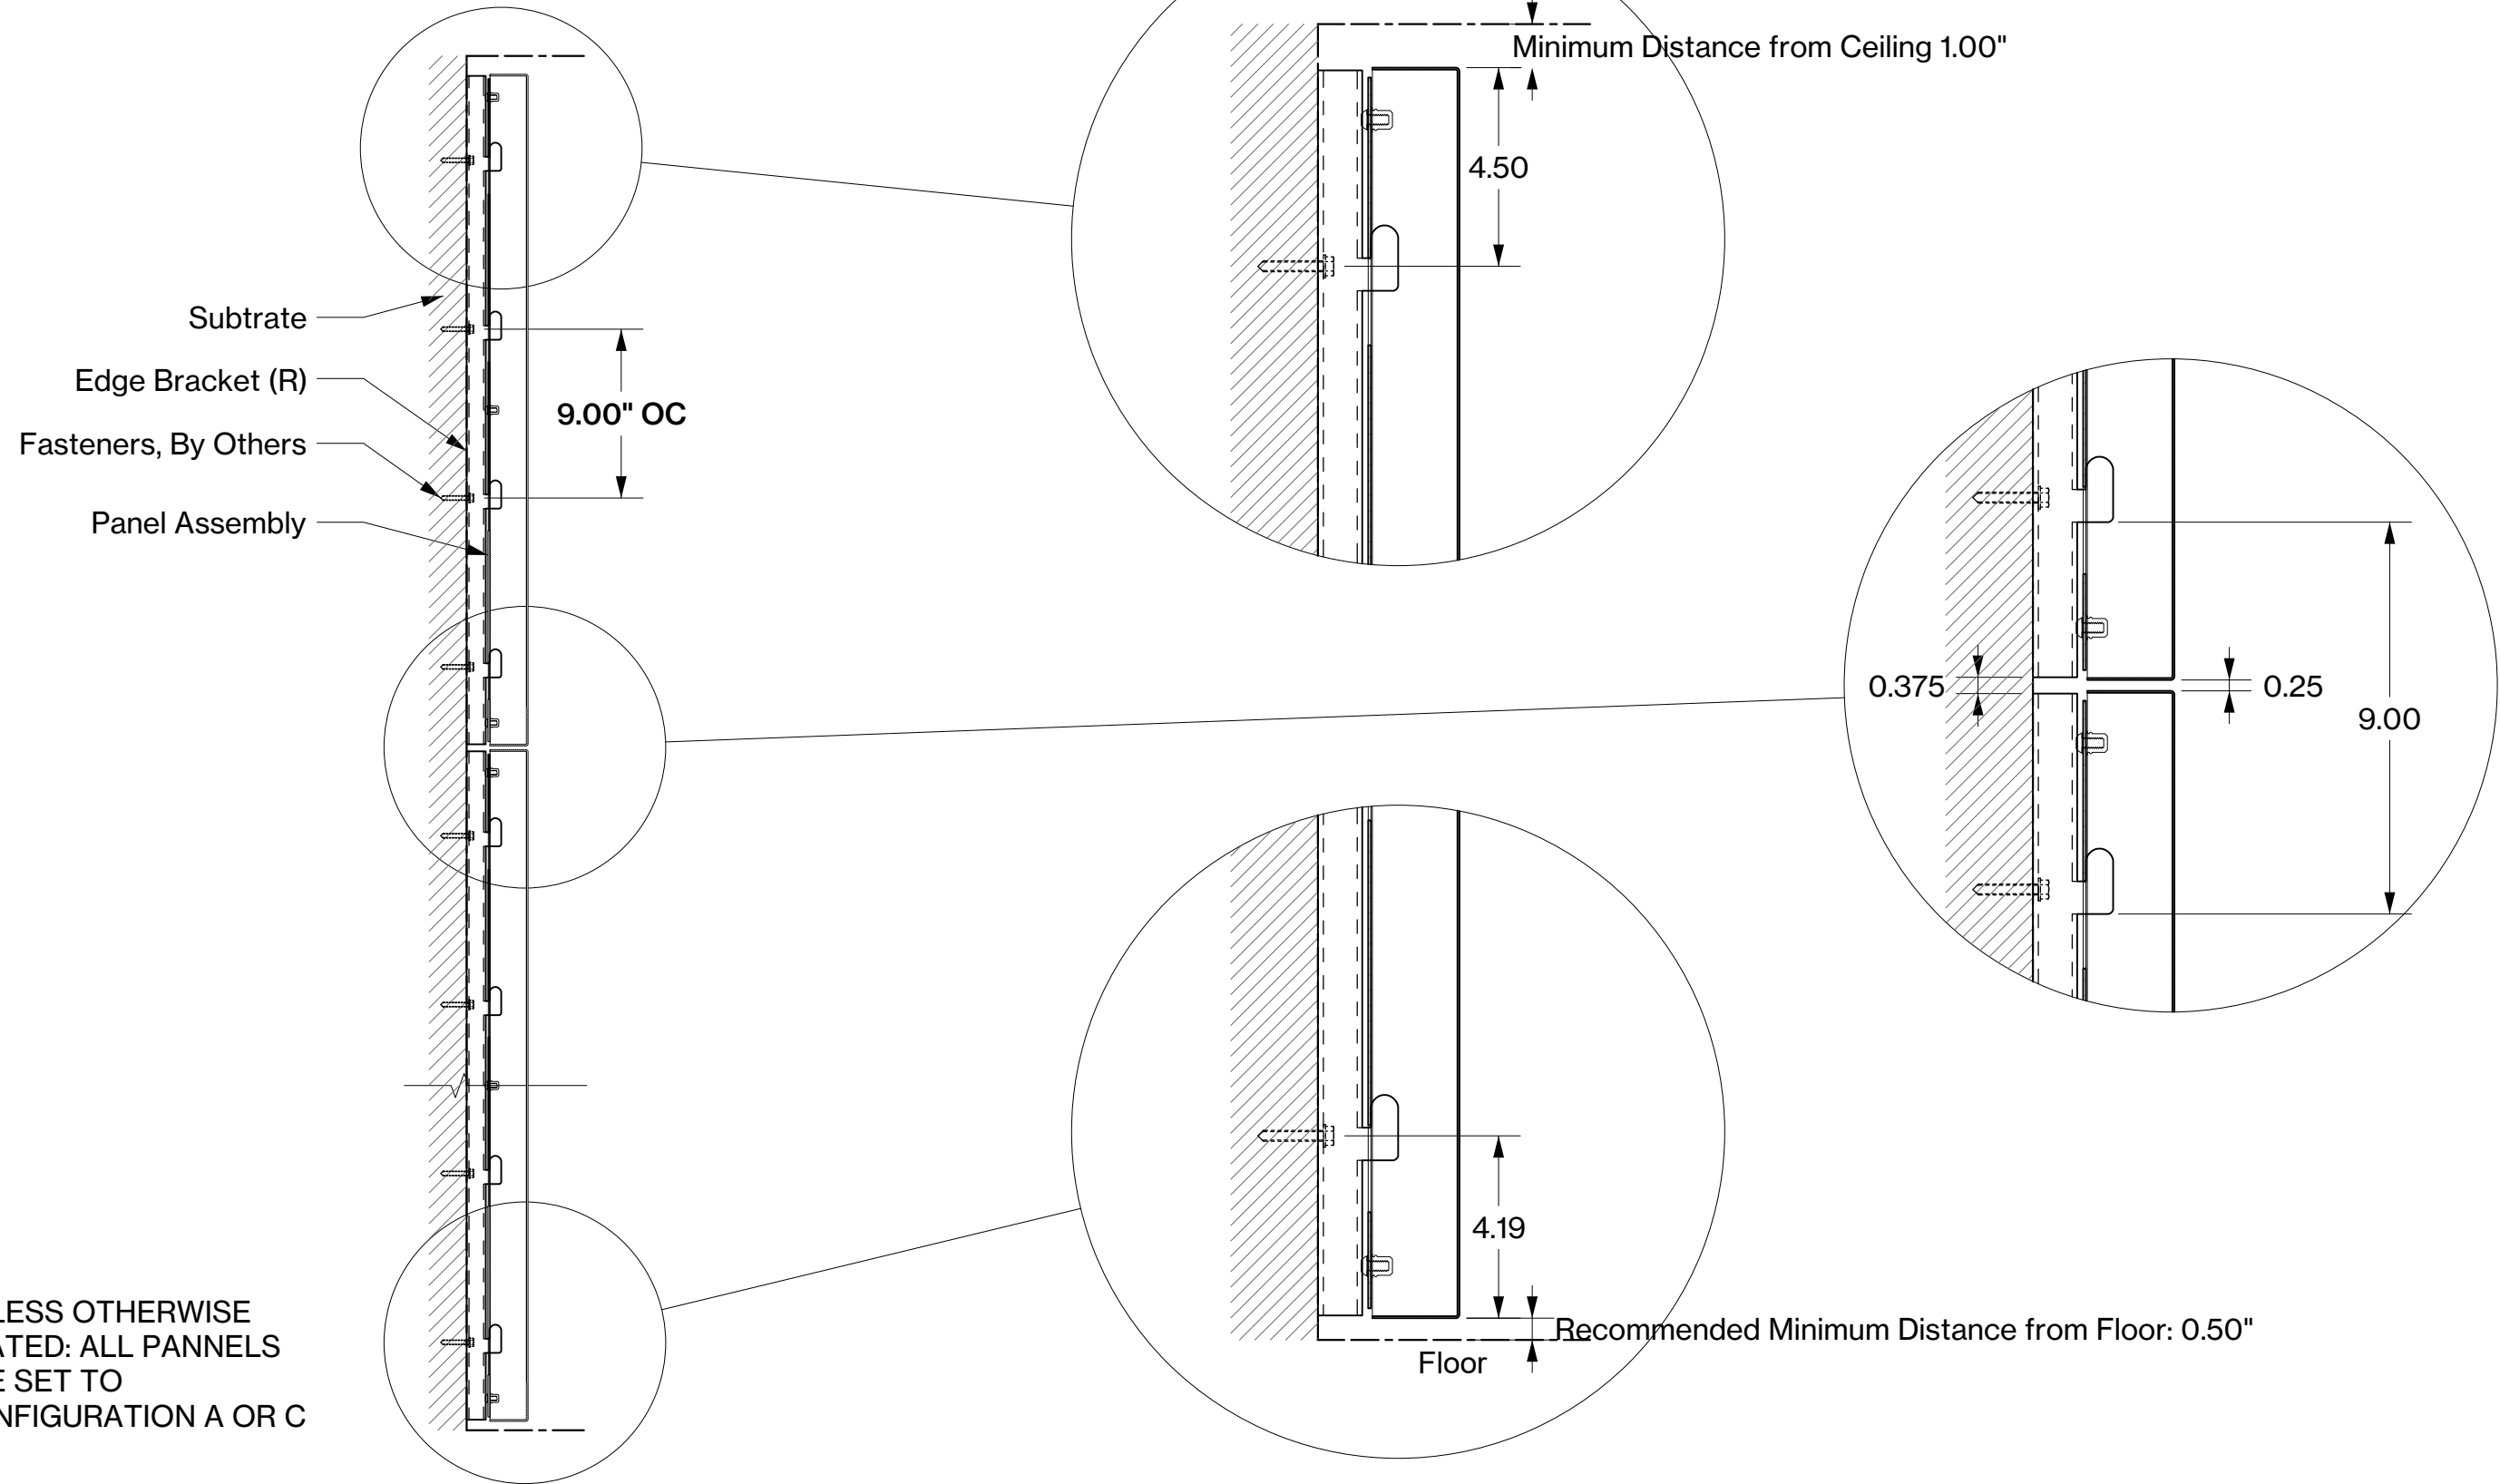 Minimum Distance from Ceiling 1.00"
4.50
Subtrate
Edge Bracket (R)
9.00" OC
Fasteners, By Others
Panel Assembly
0.375
0.25
9.00
4.19
LESS OTHERWISE
ATED: ALL PANNELS
E SET TO
NFIGURATION A OR C
Recommended Minimum Distance from Floor: 0.50"
Floor